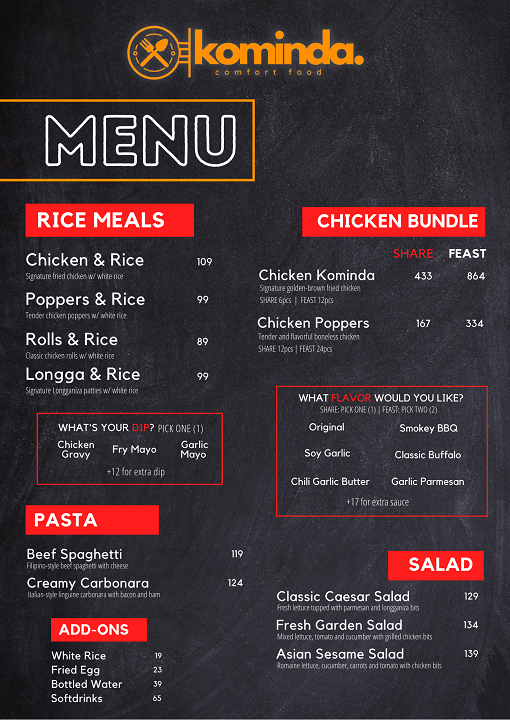 kominda.
comfort food
MENU
RICE MEALS
Chicken & Rice 109
Signature fried chicken w/ white rice
Poppers & Rice 99
Tender chicken poppers w/ white rice
Rolls & Rice 89
Classic chicken rolls w/ white rice
Longga & Rice 99
Signature Longganiza patties w/ white rice
WHAT'S YOUR DIP? PICK ONE (1)
Chicken Gravy
Fry Mayo
Garlic Mayo
+12 for extra dip
PASTA
Beef Spaghetti 119
Filipino-style beef spaghetti with cheese
Creamy Carbonara 124
Italian-style linguine carbonara with bacon and ham
ADD-ONS
White Rice 19
Fried Egg 23
Bottled Water 39
Softdrinks 65
CHICKEN BUNDLE
SHARE FEAST
Chicken Kominda 433 864
Signature golden-brown fried chicken
SHARE 6pcs | FEAST 12pcs
Chicken Poppers 167 334
Tender and flavorful boneless chicken
SHARE 12pcs | FEAST 24pcs
WHAT FLAVOR WOULD YOU LIKE?
SHARE: PICK ONE (1) | FEAST: PICK TWO (2)
Original Smokey BBQ
Soy Garlic Classic Buffalo
Chili Garlic Butter Garlic Parmesan
+17 for extra sauce
SALAD
Classic Caesar Salad 129
Fresh lettuce topped with parmesan and longganiza bits
Fresh Garden Salad 134
Mixed lettuce, tomato and cucumber with grilled chicken bits
Asian Sesame Salad 139
Romaine lettuce, cucumber, carrots and tomato with chicken bits